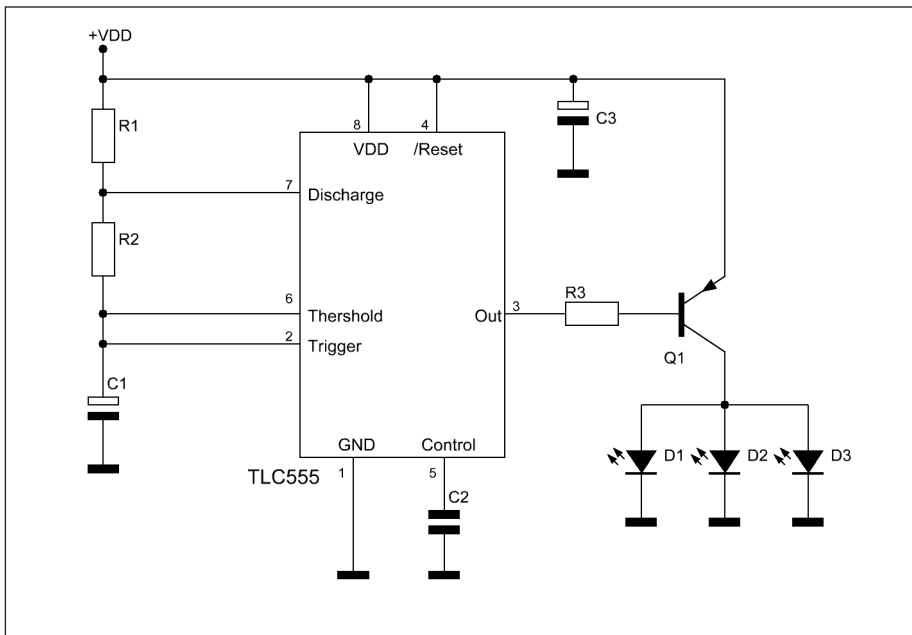 +VDD
R1
8
4
C3
VDD
/Reset
7
Discharge
R2
6
Thershold
R3
3
Out
2
Trigger
Q1
C1
GND
Control
D1
D2
D3
TLC555
1
5
C2